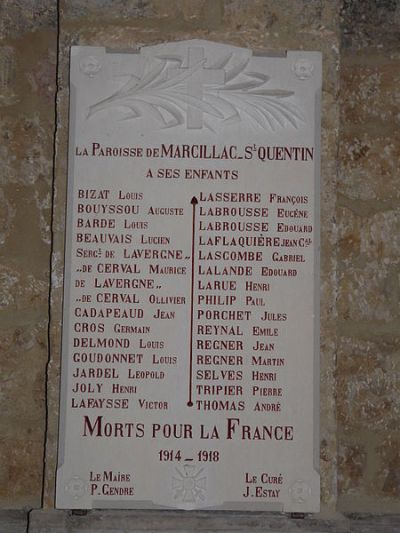 LA PAROISSE DE MARCILLAC_ST QUENTIN
A SES ENFANTS
BIZAT LOUIS
BOUYSSOU AUGUSTE
BARDE LOUIS
BEAUVAIS LUCIEN
SERGt DE LAVERGNE „
„ DE CERVAL MAURICE
DE LAVERGNE „
„ DE CERVAL OLLIVIER
CADAPEAUD JEAN
CROS GERMAIN
DELMOND LOUIS
GOUDONNET LOUIS
JARDEL LEOPOLD
JOLY HENRI
LAFAYSSE VICTOR
LASSERRE FRANÇOIS
LABROUSSE EUGÉNE
LABROUSSE EDOUARD
LAFLAQUIÈRE JEAN
LASCOMBE GABRIEL
LALANDE EDOUARD
LARUE HENRI
PHILIP PAUL
PORCHET JULES
REYNAL EMILE
REGNER JEAN
REGNER MARTIN
SELVES HENRI
TRIPIER PIERRE
THOMAS ANDRÉ
MORTS POUR LA FRANCE
1914 - 1918
LE MAIRE
P. GENDRE
LE CURÉ
J. ESTAY